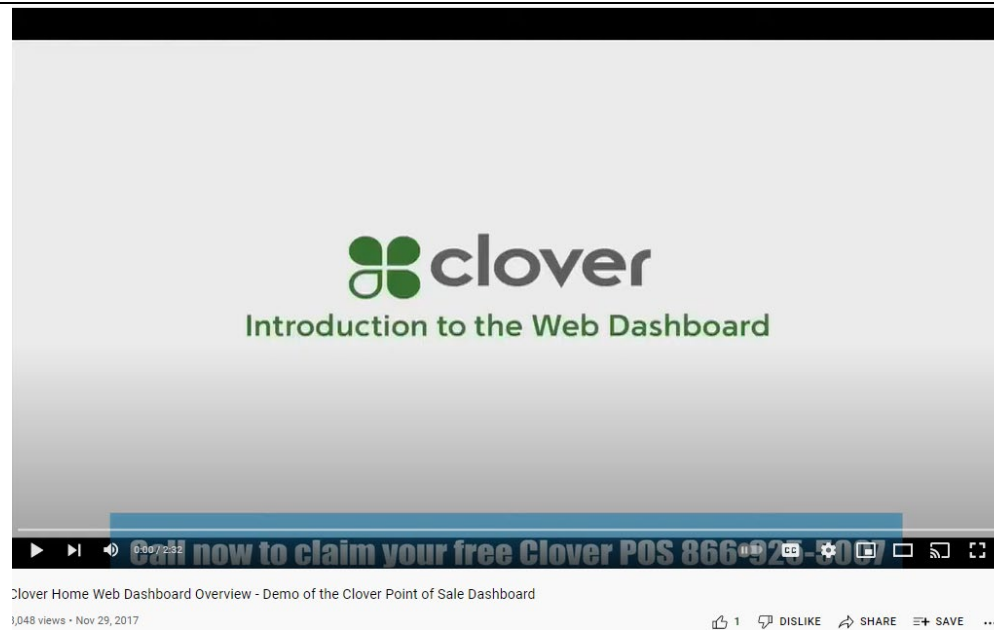 clover
Introduction to the Web Dashboard
Call now to claim your free Clover POS
0:00 / 2:32
CC
Clover Home Web Dashboard Overview - Demo of the Clover Point of Sale Dashboard
,048 views • Nov 29, 2017
1 DISLIKE SHARE SAVE